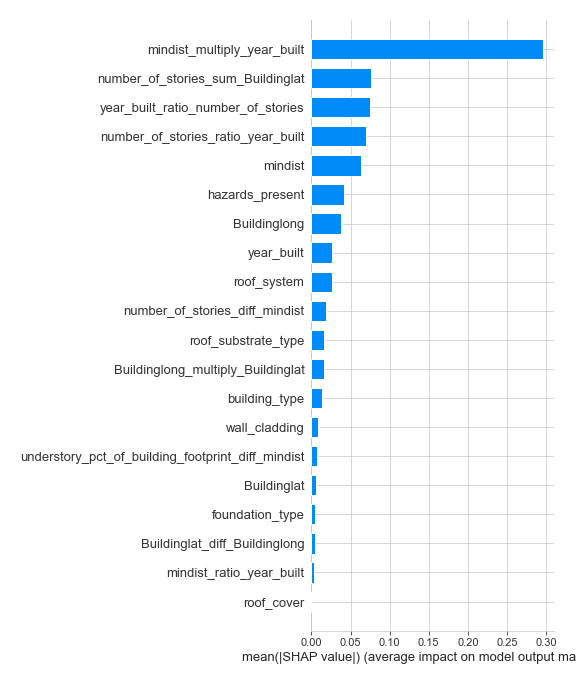 mindist_multiply_year_built
number_of_stories_sum_Buildinglat
year_built_ratio_number_of_stories
number_of_stories_ratio_year_built
mindist
hazards_present
Buildinglong
year_built
roof_system
number_of_stories_diff_mindist
roof_substrate_type
Buildinglong_multiply_Buildinglat
building_type
wall_cladding
understory_pct_of_building_footprint_diff_mindist
Buildinglat
foundation_type
Buildinglat_diff_Buildinglong
mindist_ratio_year_built
roof_cover
0.00 0.05 0.10 0.15 0.20 0.25 0.30
mean(|SHAP value|) (average impact on model output ma